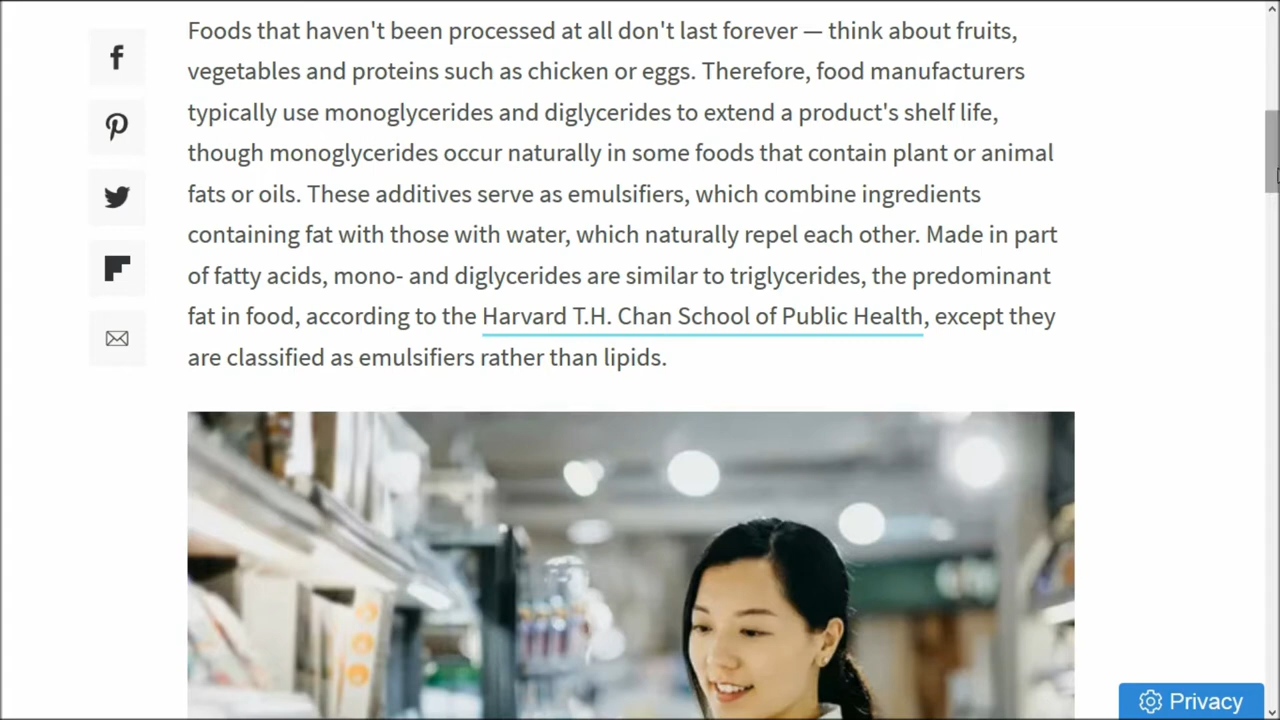 Foods that haven't been processed at all don't last forever — think about fruits,
vegetables and proteins such as chicken or eggs. Therefore, food manufacturers
typically use monoglycerides and diglycerides to extend a product's shelf life,
though monoglycerides occur naturally in some foods that contain plant or animal
fats or oils. These additives serve as emulsifiers, which combine ingredients
containing fat with those with water, which naturally repel each other. Made in part
of fatty acids, mono- and diglycerides are similar to triglycerides, the predominant
fat in food, according to the Harvard T.H. Chan School of Public Health, except they
are classified as emulsifiers rather than lipids.
Privacy